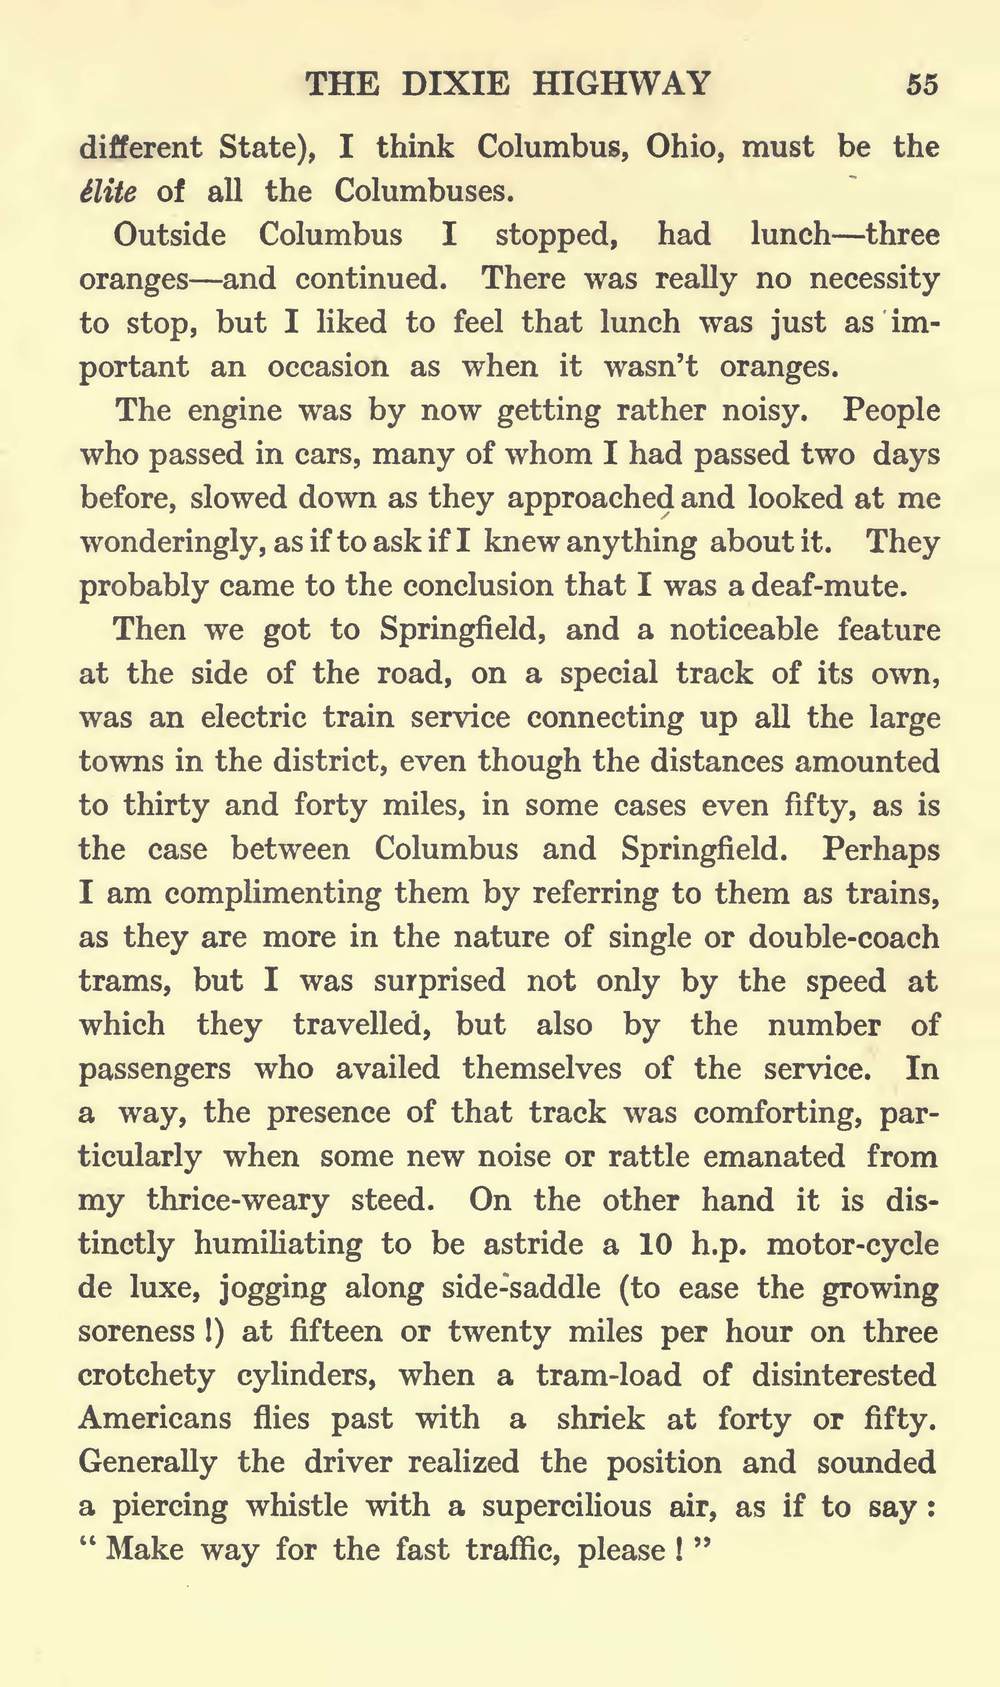 THE DIXIE HIGHWAY 55
different State), I think Columbus, Ohio, must be the
élite of all the Columbuses.
Outside Columbus I stopped, had lunch—three
oranges—and continued. There was really no necessity
to stop, but I liked to feel that lunch was just as im-
portant an occasion as when it wasn't oranges.
The engine was by now getting rather noisy. People
who passed in cars, many of whom I had passed two days
before, slowed down as they approached and looked at me
wonderingly, as if to ask if I knew anything about it. They
probably came to the conclusion that I was a deaf-mute.
Then we got to Springfield, and a noticeable feature
at the side of the road, on a special track of its own,
was an electric train service connecting up all the large
towns in the district, even though the distances amounted
to thirty and forty miles, in some cases even fifty, as is
the case between Columbus and Springfield. Perhaps
I am complimenting them by referring to them as trains,
as they are more in the nature of single or double-coach
trams, but I was surprised not only by the speed at
which they travelled, but also by the number of
passengers who availed themselves of the service. In
a way, the presence of that track was comforting, par-
ticularly when some new noise or rattle emanated from
my thrice-weary steed. On the other hand it is dis-
tinctly humiliating to be astride a 10 h.p. motor-cycle
de luxe, jogging along side-saddle (to ease the growing
soreness !) at fifteen or twenty miles per hour on three
crotchety cylinders, when a tram-load of disinterested
Americans flies past with a shriek at forty or fifty.
Generally the driver realized the position and sounded
a piercing whistle with a supercilious air, as if to say :
“ Make way for the fast traffic, please ! ”